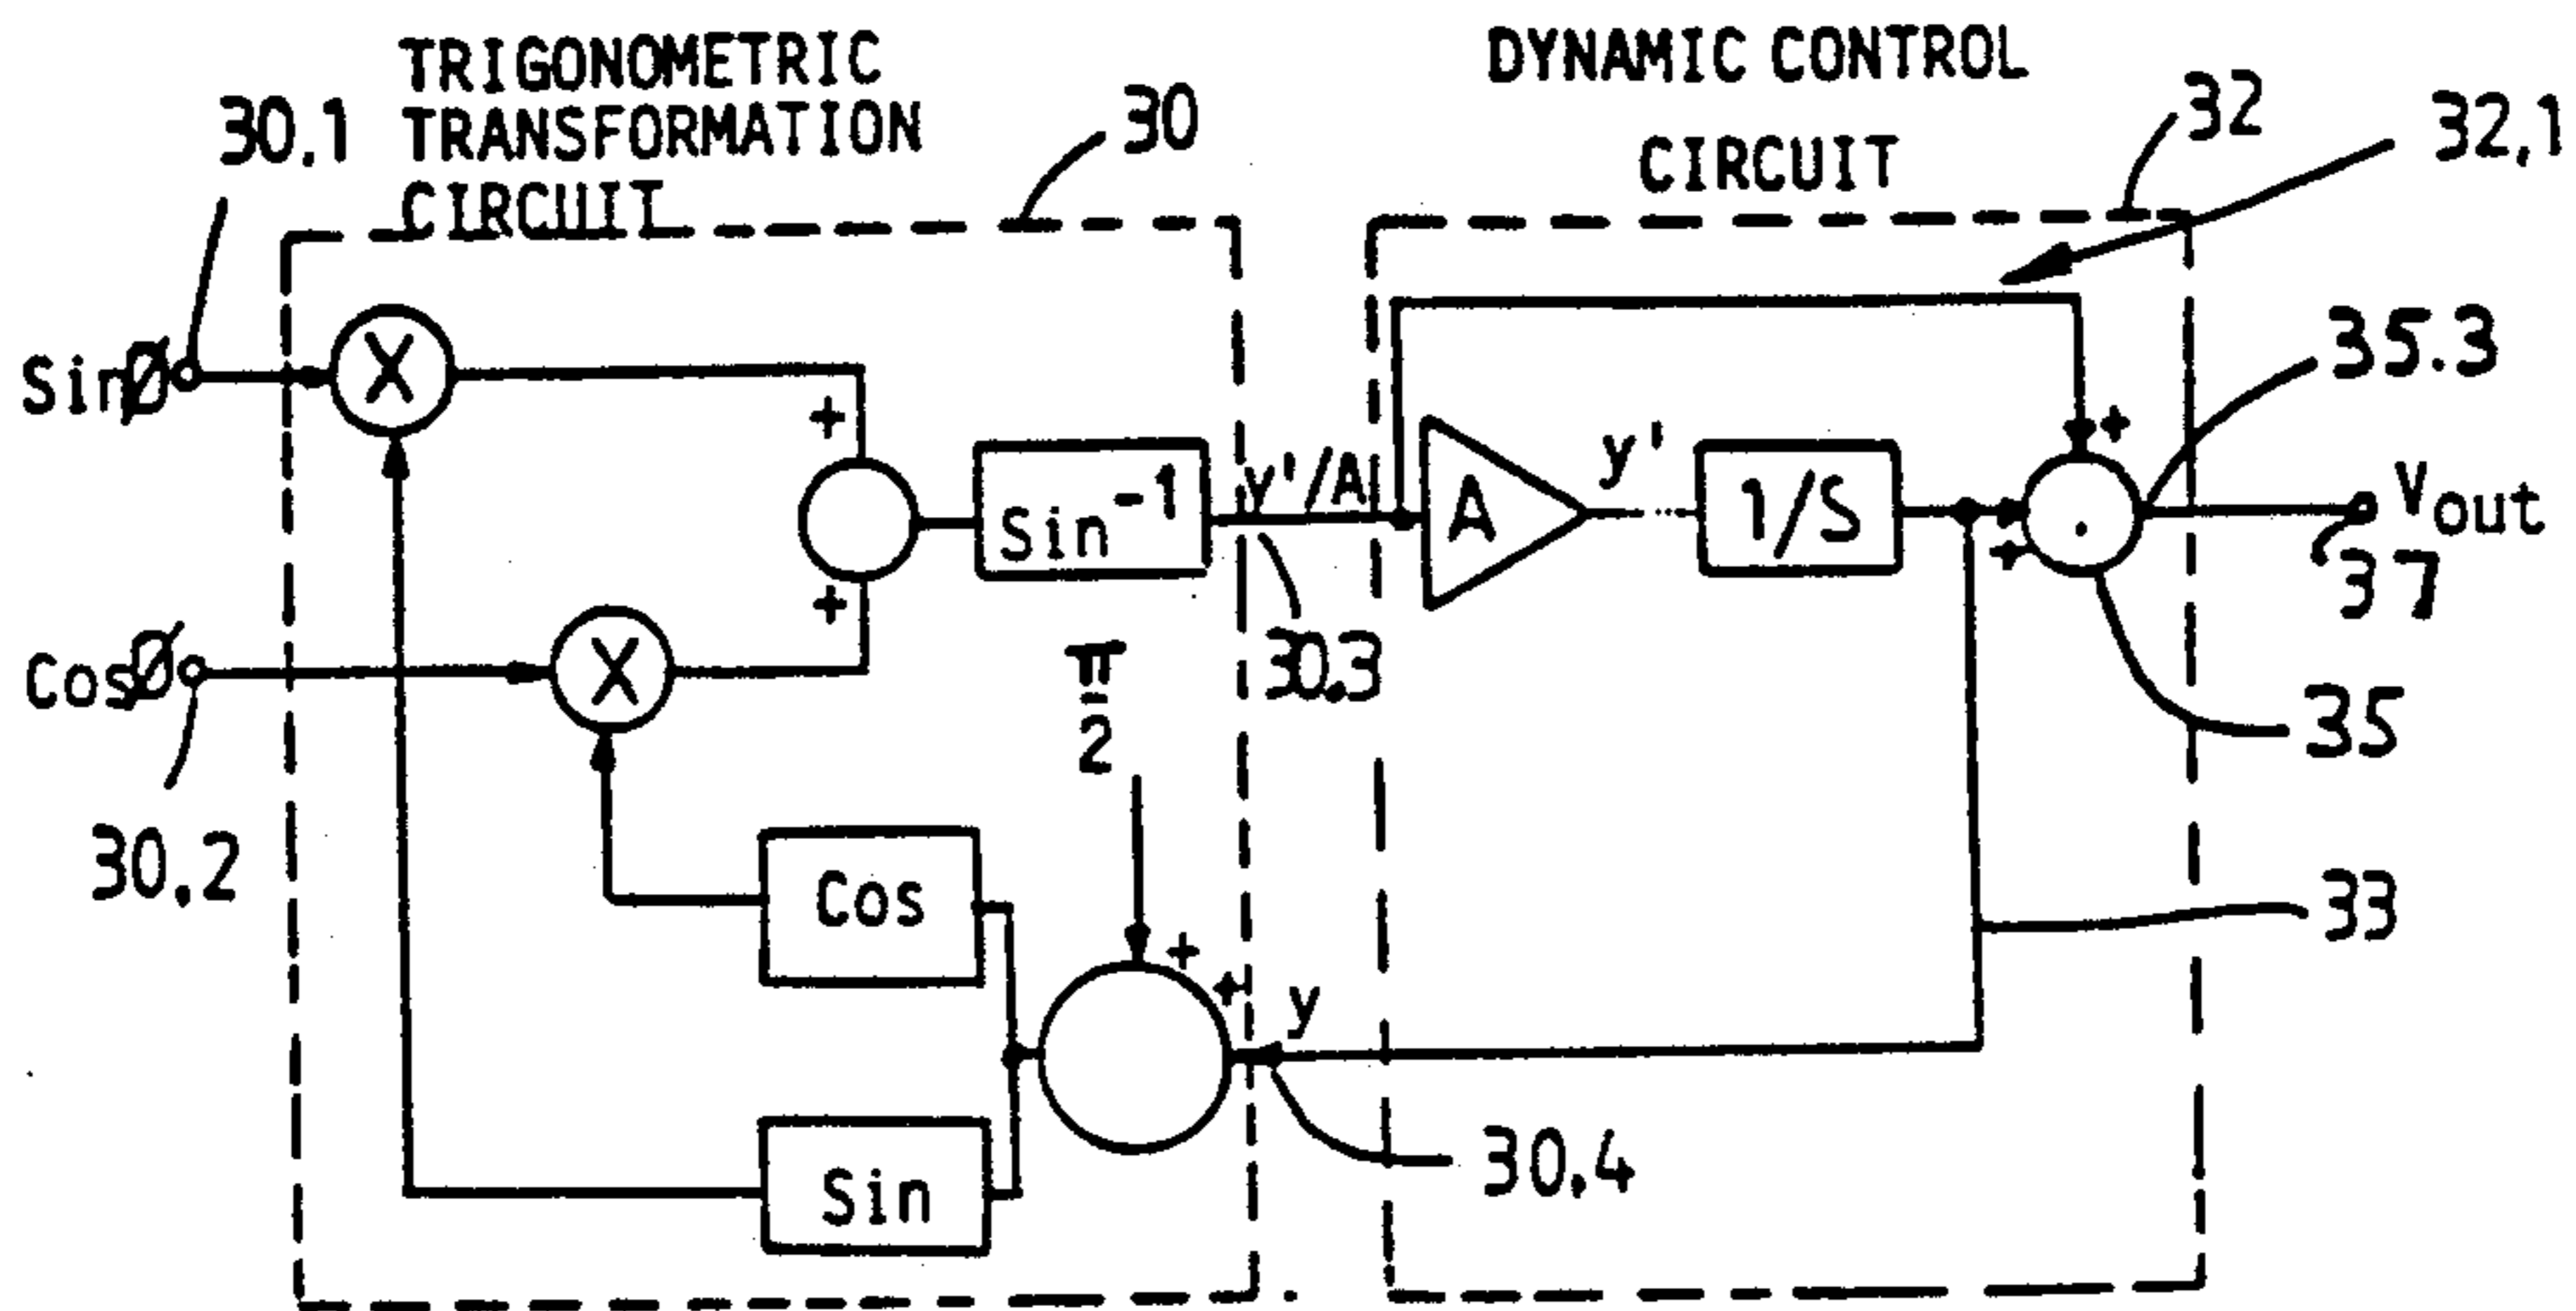 TRIGONOMETRIC
TRANSFORMATION
CIRCUIT
DYNAMIC CONTROL
CIRCUIT
30.1
30
32
32.1
SinØ
X
+
+
Sin⁻¹
y'/A
A
y'
1/S
+
+
35.3
Vout
37
CosØ
X
30.3
π/2
35
30.2
Cos
+
+
y
33
30.4
Sin